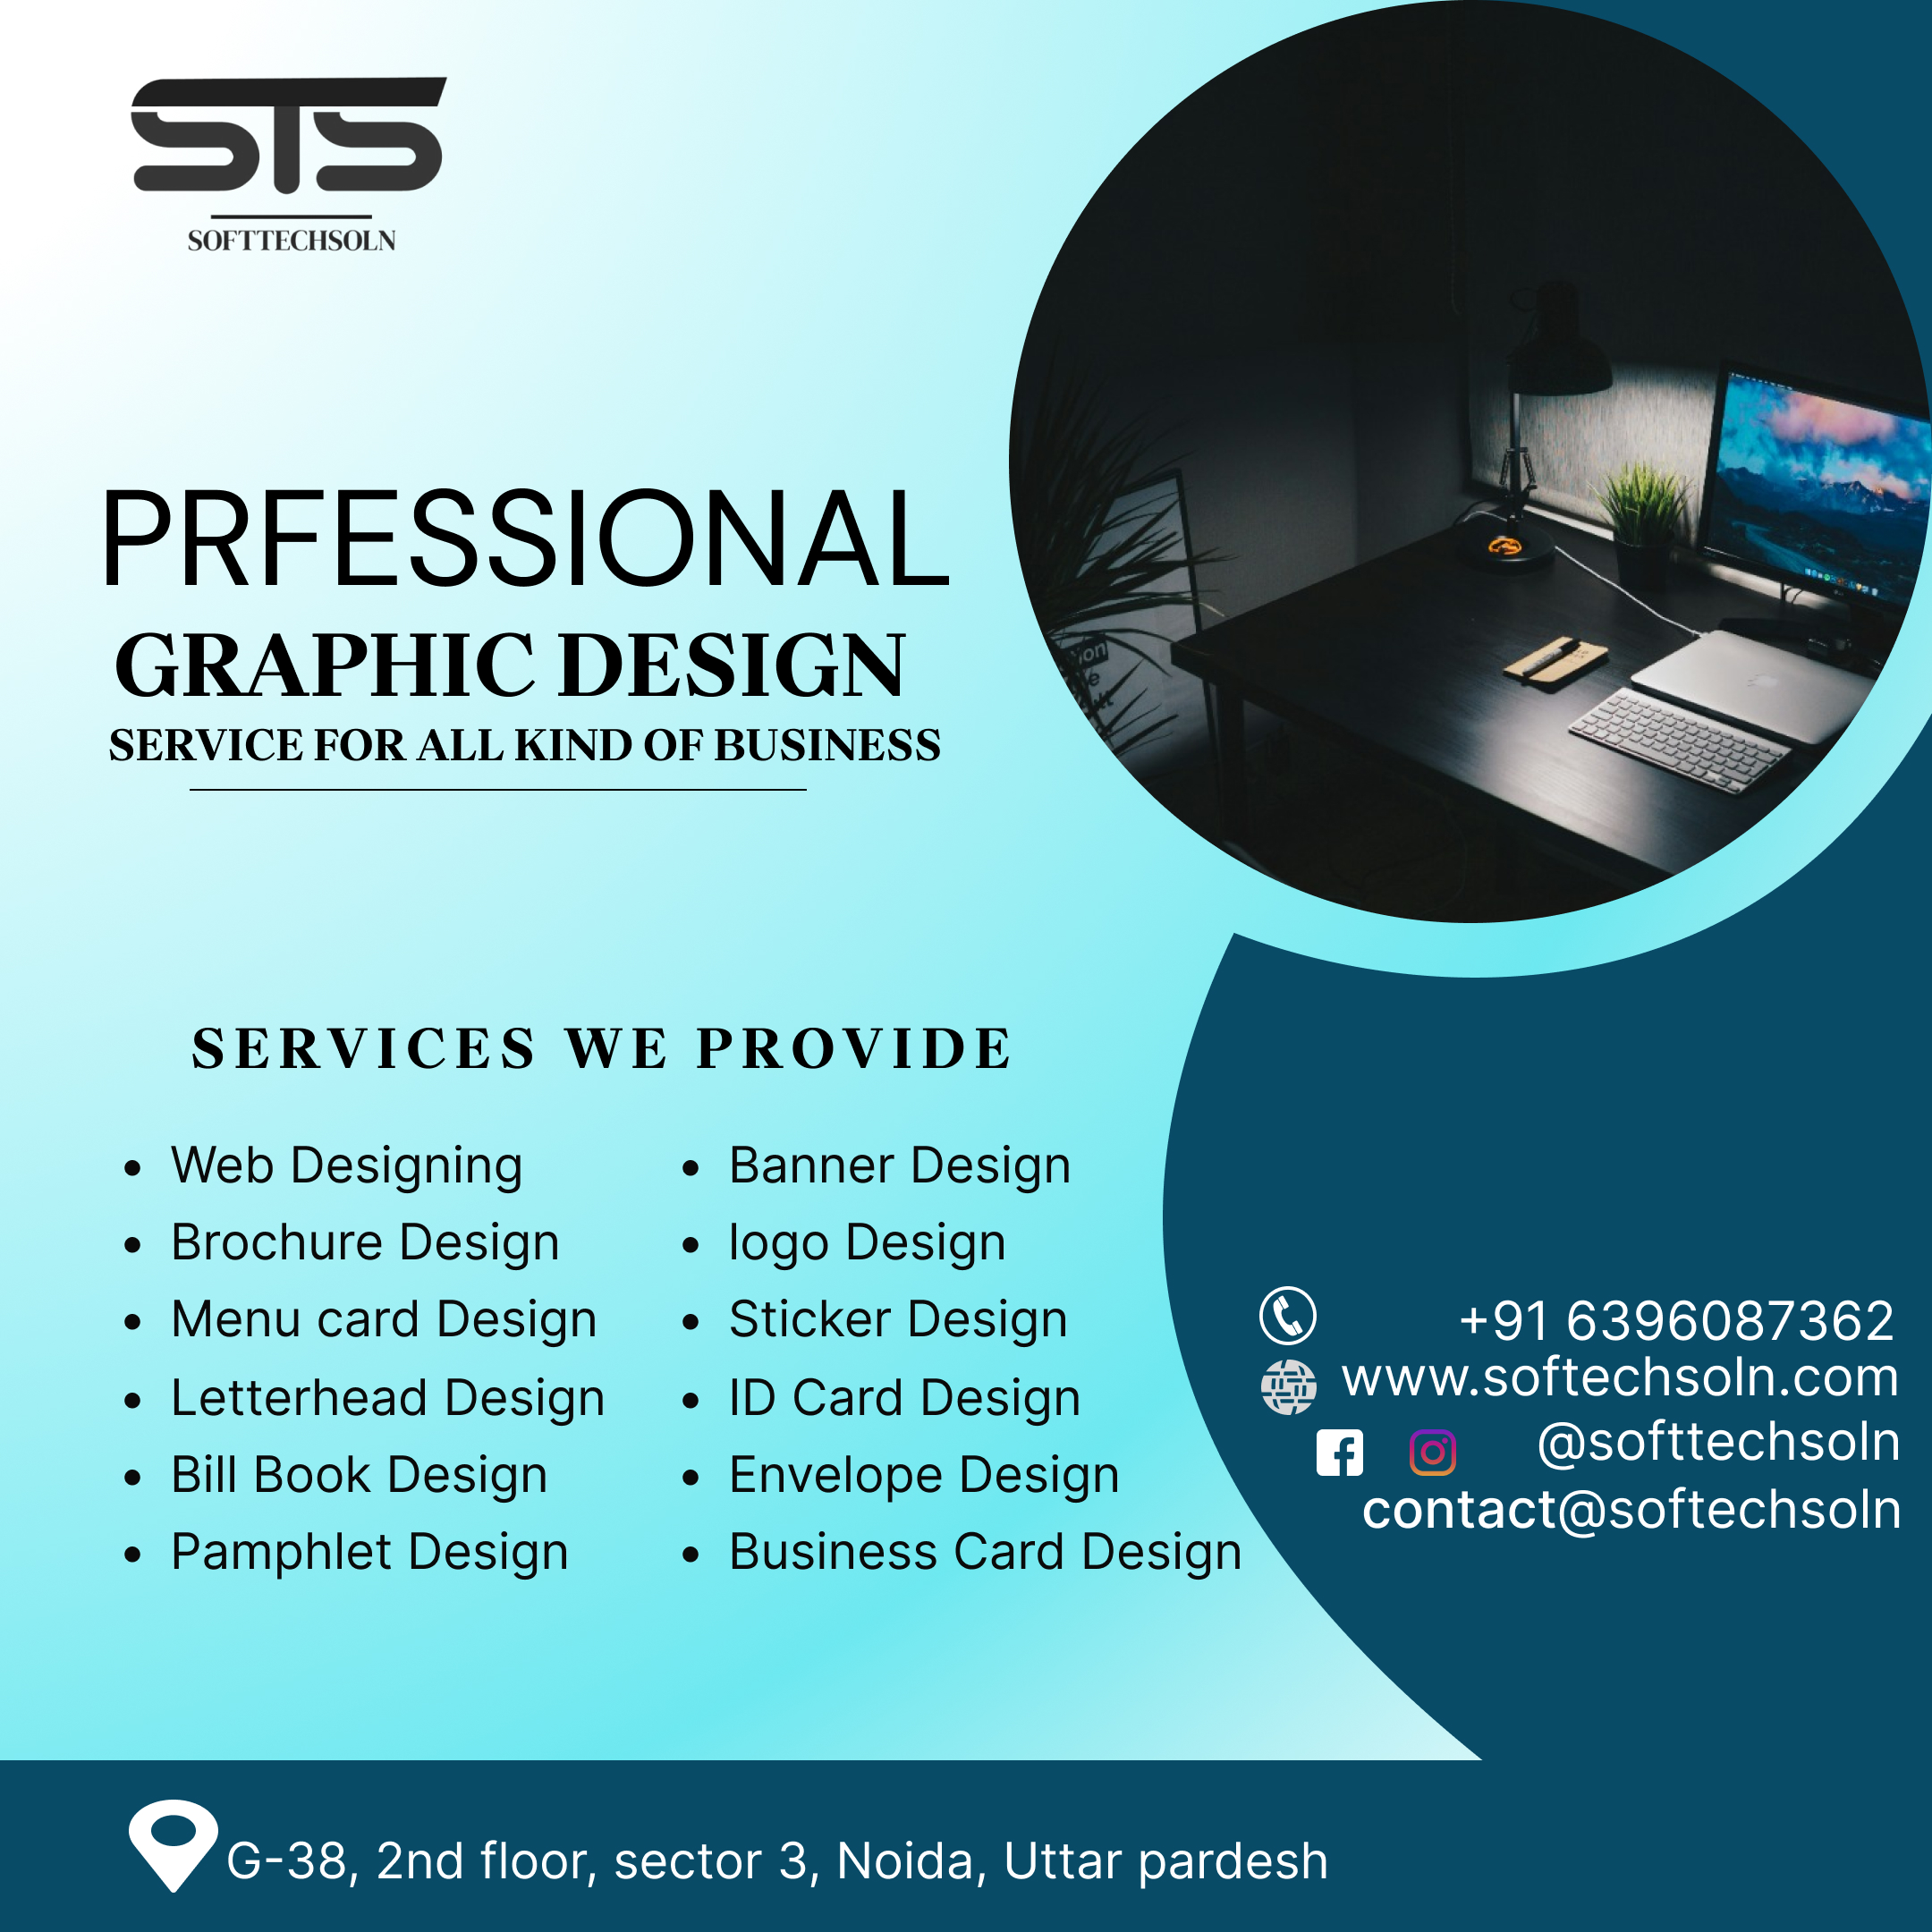 STS
SOFTTECHSOLN
PRFESSIONAL
GRAPHIC DESIGN
SERVICE FOR ALL KIND OF BUSINESS
SERVICES WE PROVIDE
• Web Designing
• Brochure Design
• Menu card Design
• Letterhead Design
• Bill Book Design
• Pamphlet Design
• Banner Design
• logo Design
• Sticker Design
• ID Card Design
• Envelope Design
• Business Card Design
+91 6396087362
www.softechsoln.com
@softtechsoln
contact@softechsoln
G-38, 2nd floor, sector 3, Noida, Uttar pardesh